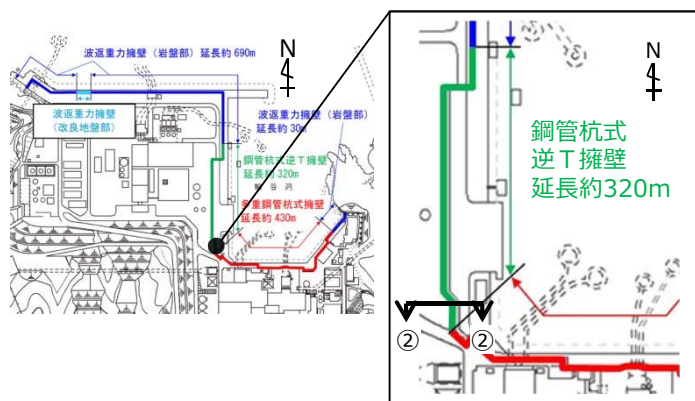 波返重力擁壁（岩盤部）延長約690m
N
波返重力擁壁
（改良地盤部）
波返重力擁壁（岩盤部）
延長約30m
鋼管杭式逆Ｔ擁壁
延長約320m
輪谷湾
多重鋼管杭式擁壁
延長約430m
N
鋼管杭式
逆Ｔ擁壁
延長約320m
②
②